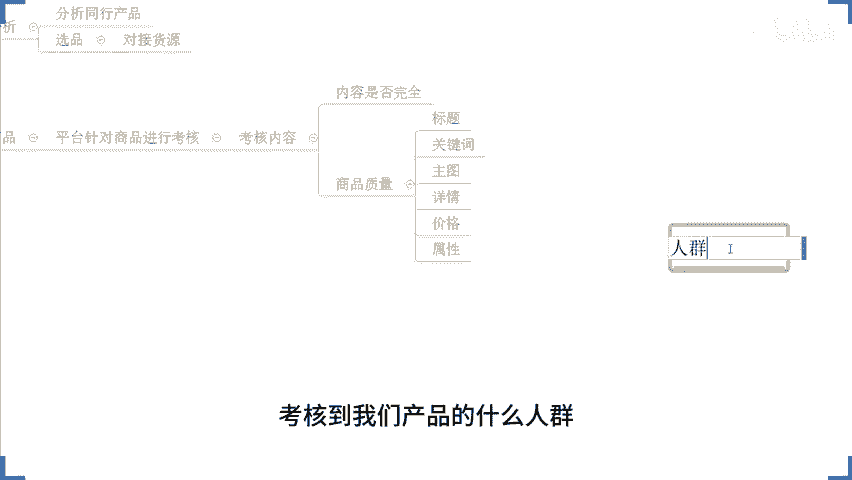 分析同行产品
析
选品
对接货源
内容是否完全
标题
品
平台针对商品进行考核
考核内容
关键词
主图
商品质量
详情
价格
属性
人群
考核到我们产品的什么人群